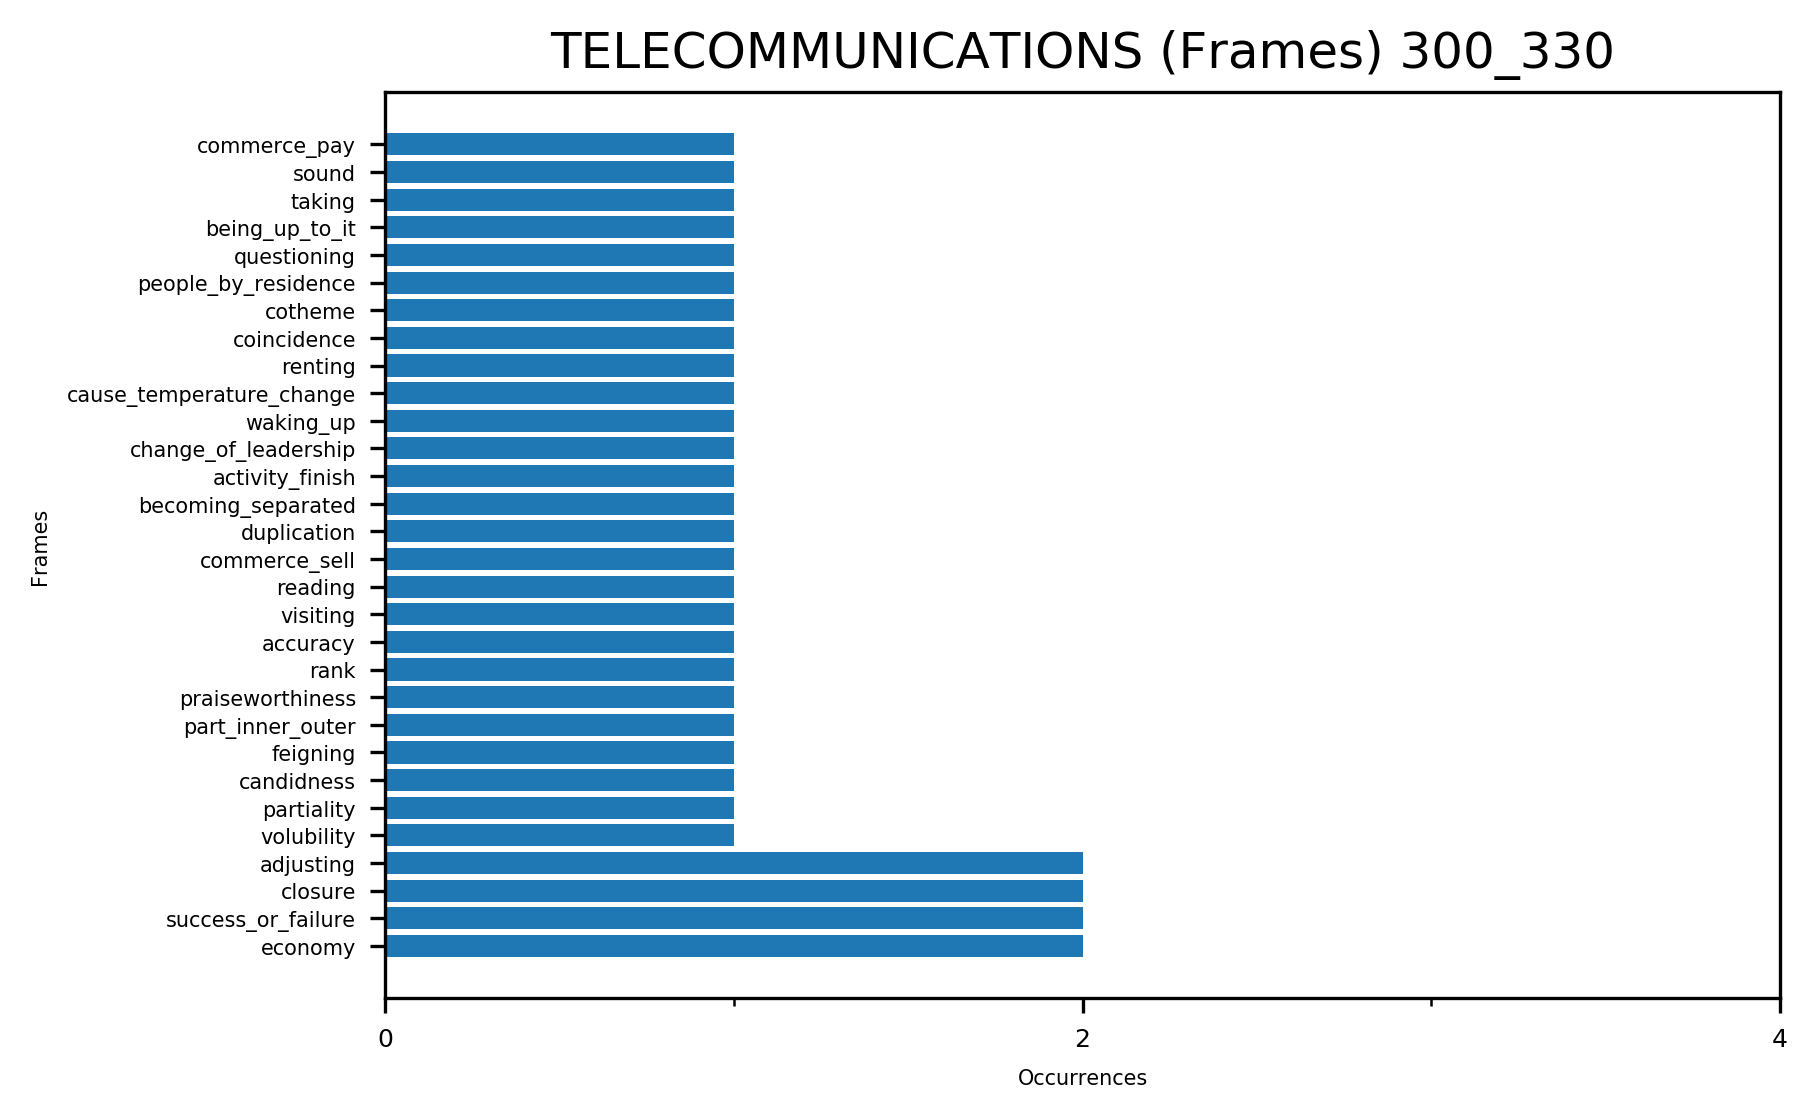 TELECOMMUNICATIONS (Frames) 300_330
commerce_pay
sound
taking
being_up_to_it
questioning
people_by_residence
cotheme
coincidence
renting
cause_temperature_change
waking_up
change_of_leadership
activity_finish
becoming_separated
duplication
commerce_sell
reading
visiting
accuracy
rank
praiseworthiness
part_inner_outer
feigning
candidness
partiality
volubility
adjusting
closure
success_or_failure
economy
Frames
0 2 4
Occurrences